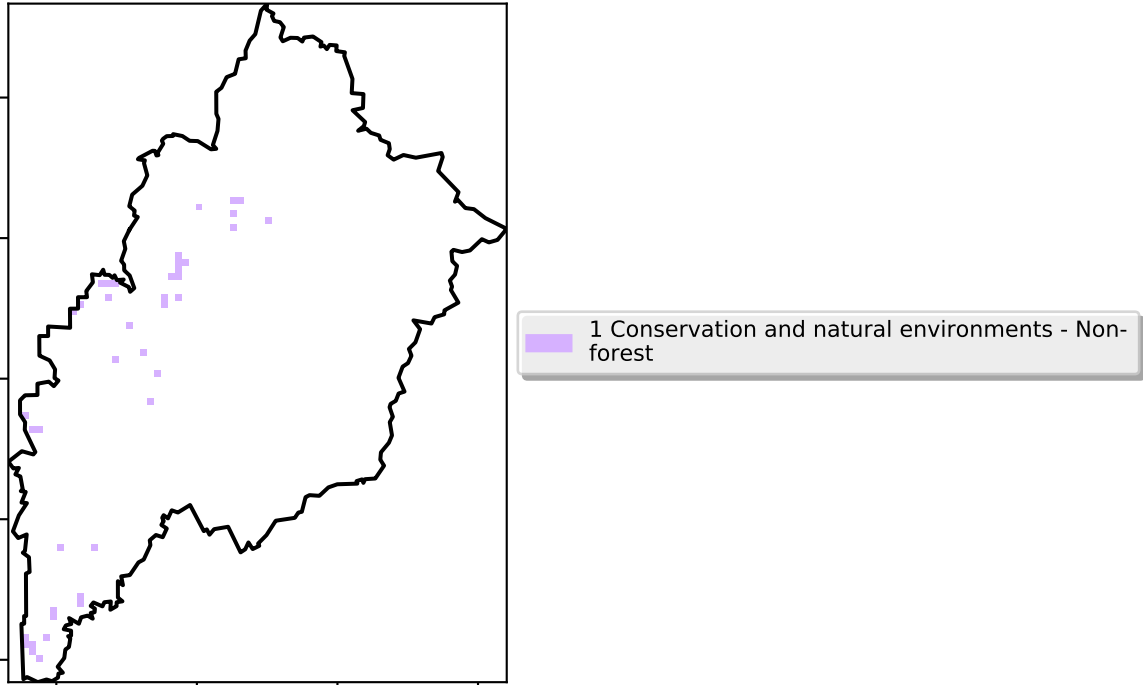 1 Conservation and natural environments - Non-
forest